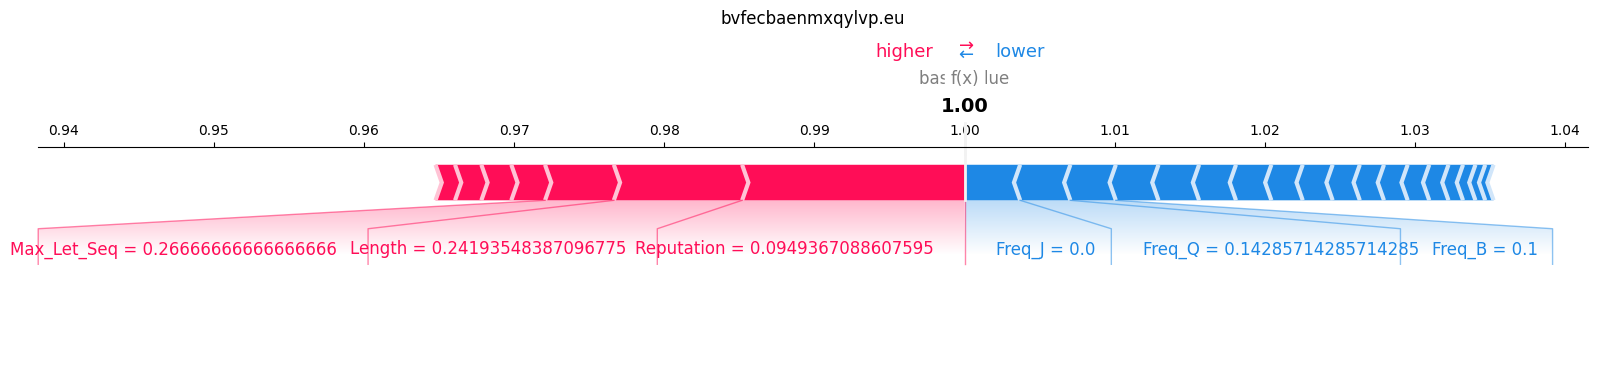 bvfecbaenmxqylvp.eu
higher ⇄ lower
bas f(x) lue
1.00
0.94 0.95 0.96 0.97 0.98 0.99 1.00 1.01 1.02 1.03 1.04
Max_Let_Seq = 0.26666666666666666 Length = 0.24193548387096775 Reputation = 0.0949367088607595 Freq_J = 0.0 Freq_Q = 0.14285714285714285 Freq_B = 0.1